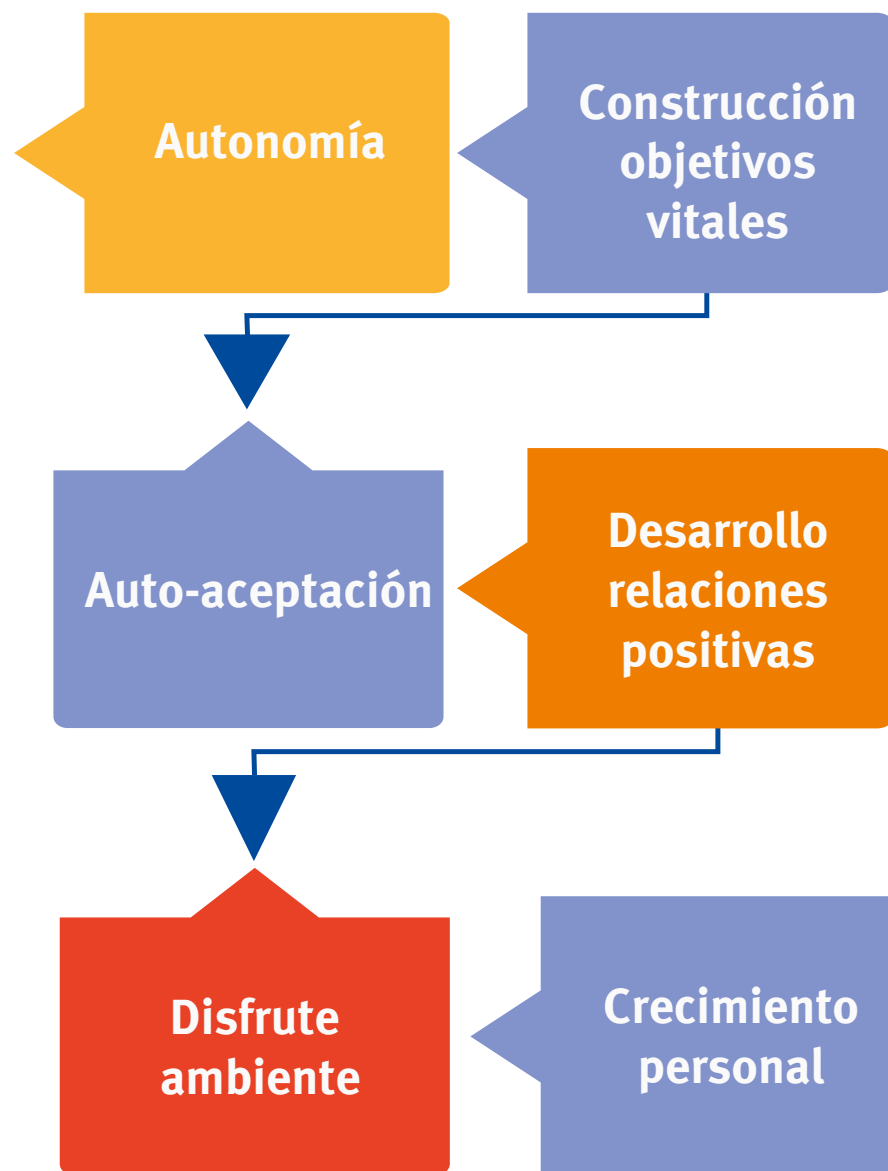 Autonomía
Construcción
objetivos
vitales
Auto-aceptación
Desarrollo
relaciones
positivas
Disfrute
ambiente
Crecimiento
personal